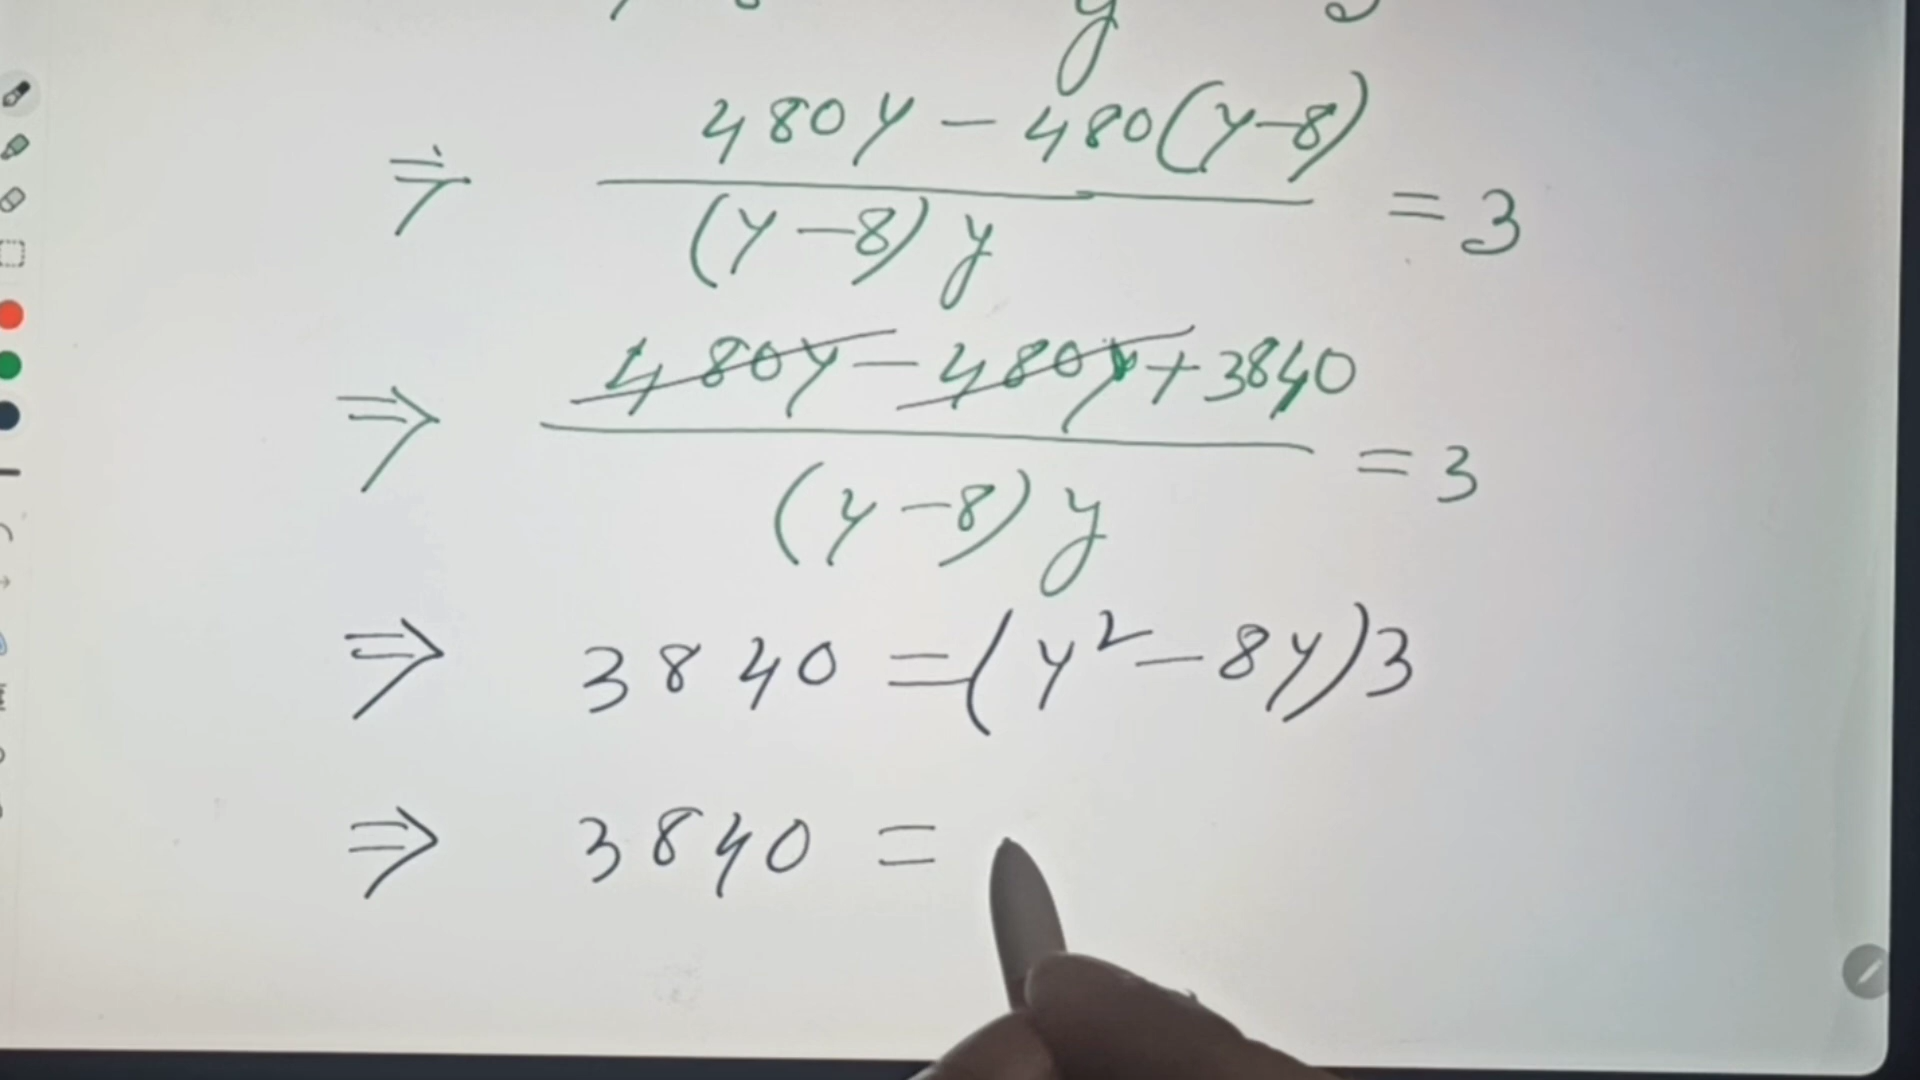 ⇒ (480y − 480(y−8)) / ((y−8)y) = 3
⇒ (480y − 480y + 3840) / ((y−8)y) = 3
⇒ 3840 = (y² − 8y)3
⇒ 3840 =